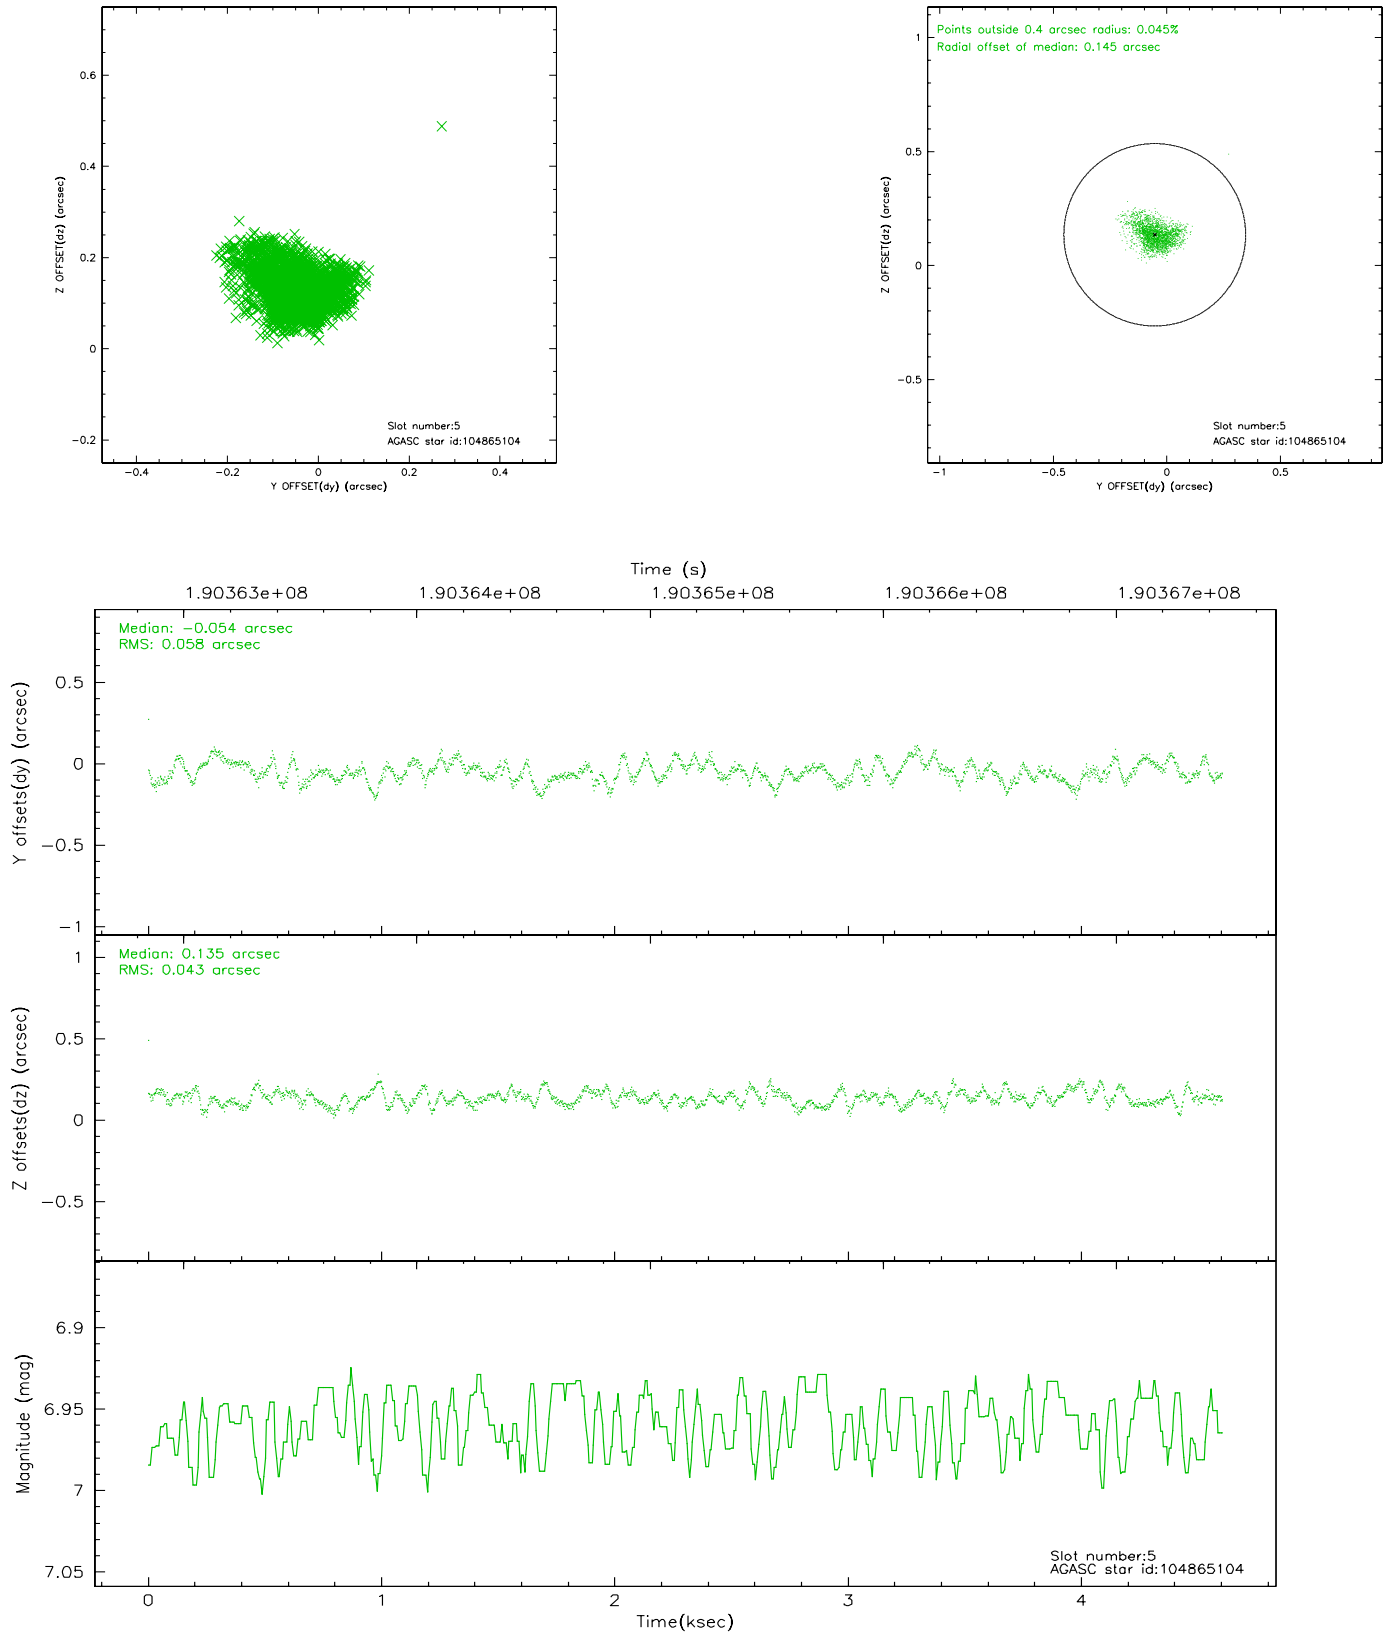 0.6
0.4
0.2
0
−0.2
Z OFFSET(dz) (arcsec)
Slot number:5
AGASC star id:104865104
−0.4 −0.2 0 0.2 0.4
Y OFFSET(dy) (arcsec)
Points outside 0.4 arcsec radius: 0.045%
Radial offset of median: 0.145 arcsec
1
0.5
0
−0.5
Z OFFSET(dz) (arcsec)
Slot number:5
AGASC star id:104865104
−1 −0.5 0 0.5
Y OFFSET(dy) (arcsec)
Time (s)
1.90363e+08 1.90364e+08 1.90365e+08 1.90366e+08 1.90367e+08
Median: −0.054 arcsec
RMS: 0.058 arcsec
0.5
0
−0.5
−1
Y offsets(dy) (arcsec)
Median: 0.135 arcsec
RMS: 0.043 arcsec
1
0.5
0
−0.5
Z offsets(dz) (arcsec)
6.9
6.95
7
7.05
Magnitude (mag)
Slot number:5
AGASC star id:104865104
0 1 2 3 4
Time(ksec)